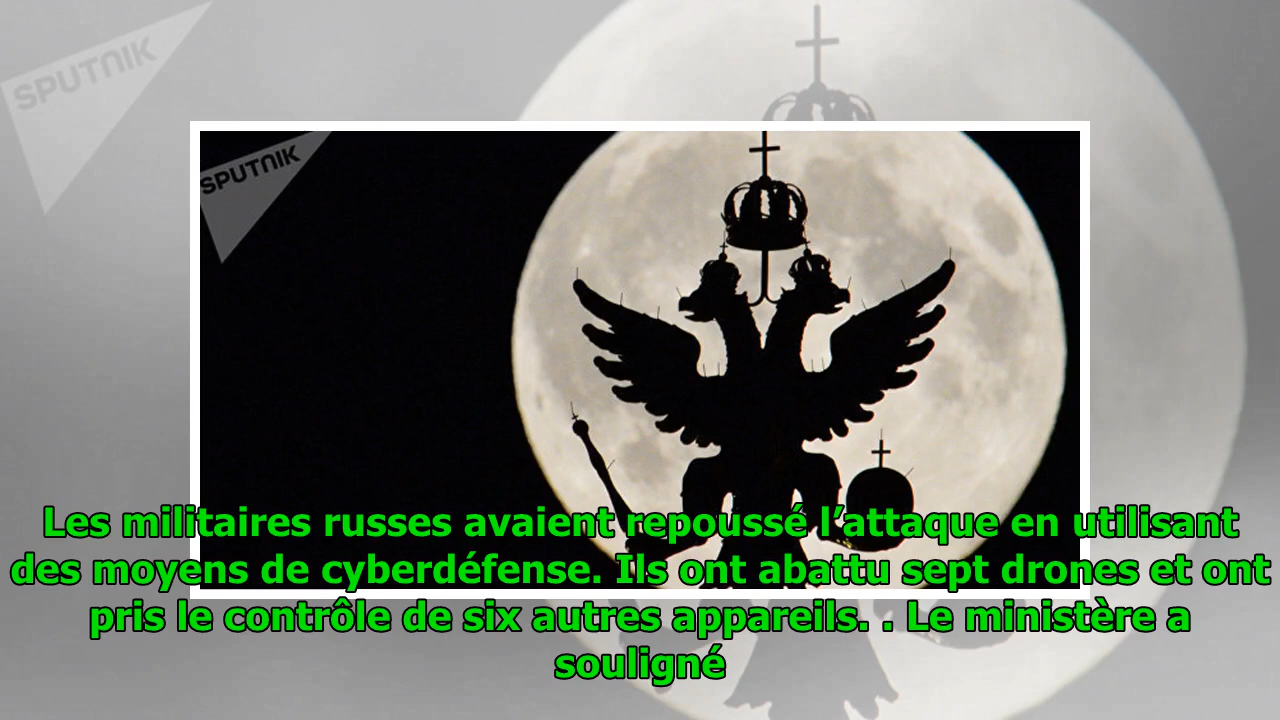 SPUTNIK
SPUTNIK
Les militaires russes avaient repoussé l’attaque en utilisant
des moyens de cyberdéfense. Ils ont abattu sept drones et ont
pris le contrôle de six autres appareils. . Le ministère a
souligné